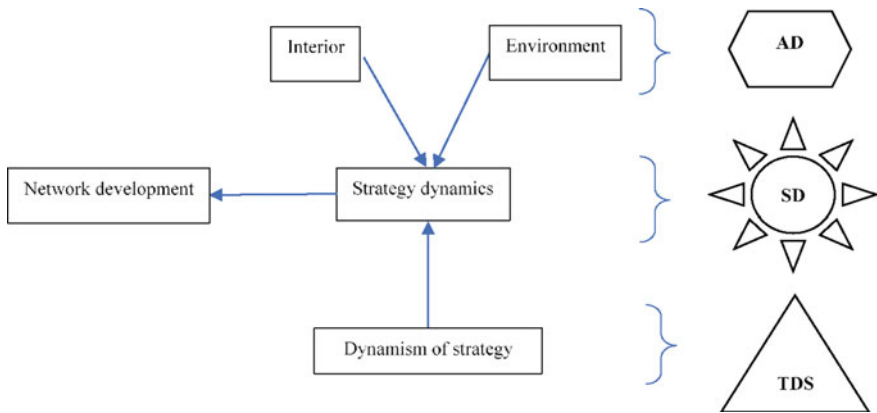 Interior
Environment
AD
Network development
Strategy dynamics
SD
Dynamism of strategy
TDS